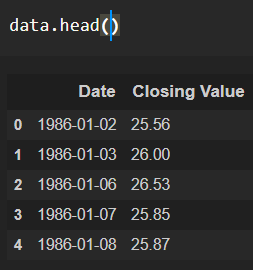 data.head()
Date Closing Value
0 1986-01-02 25.56
1 1986-01-03 26.00
2 1986-01-06 26.53
3 1986-01-07 25.85
4 1986-01-08 25.87